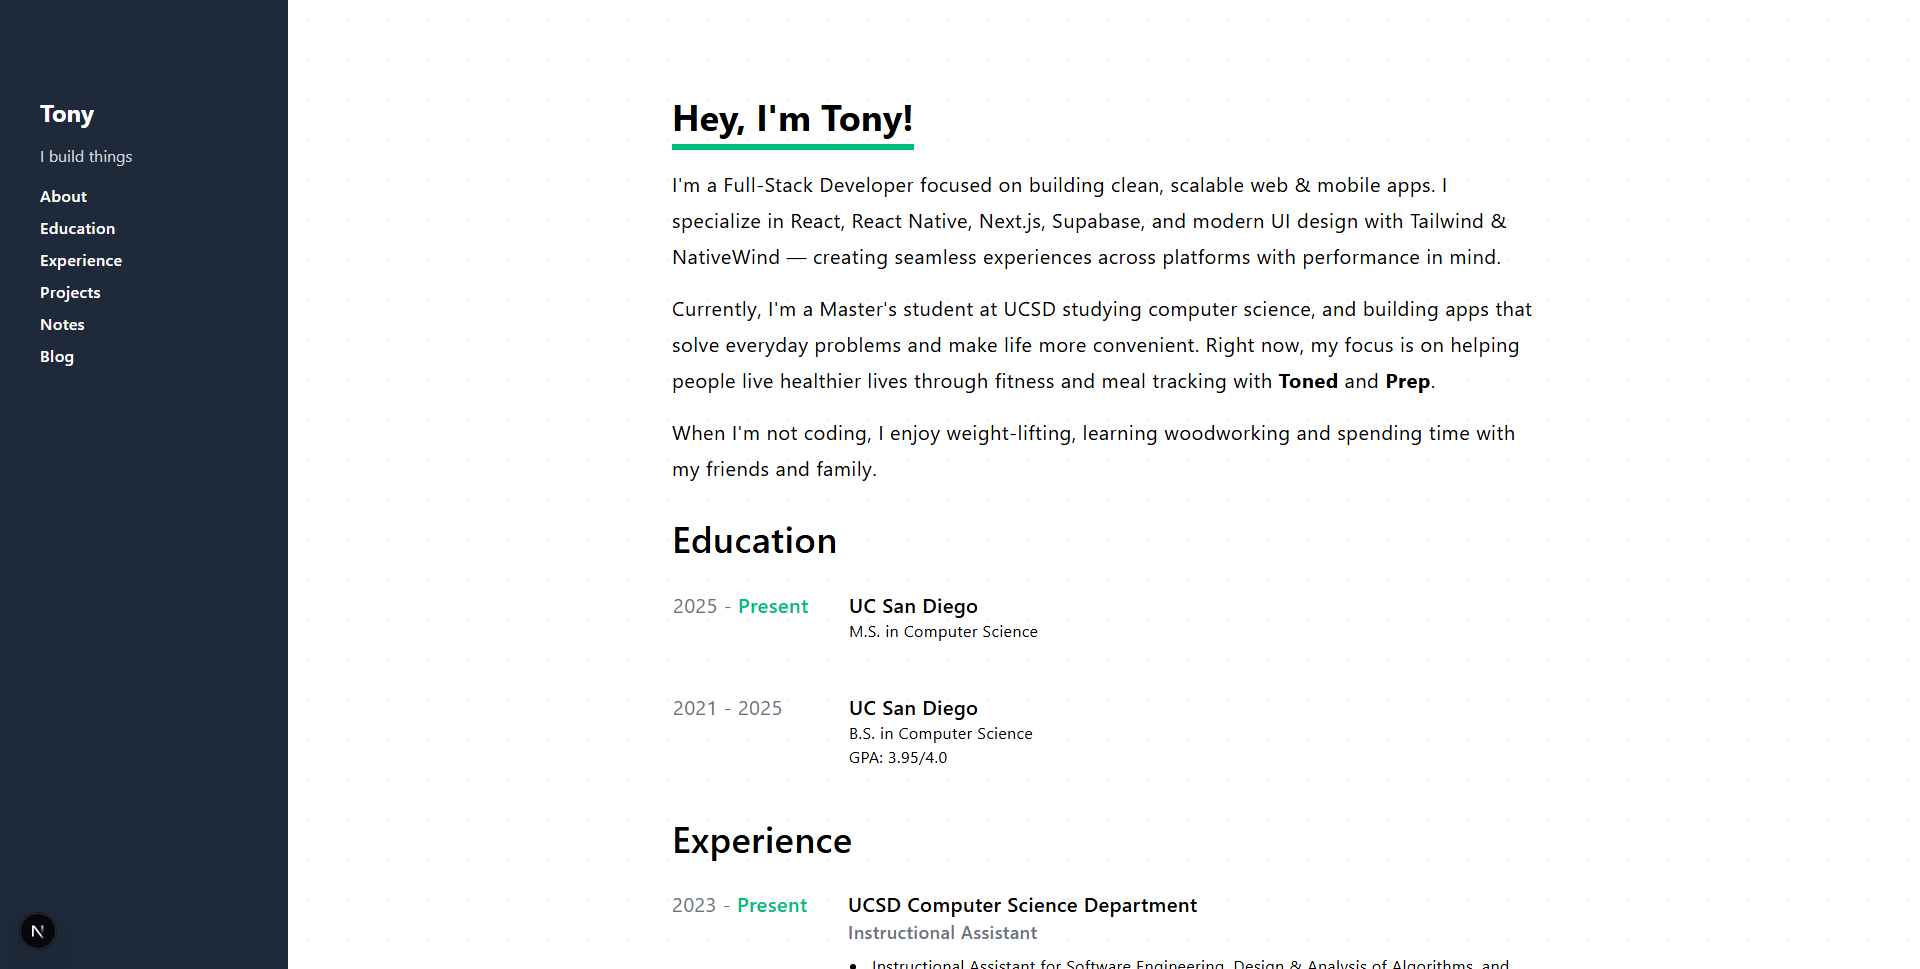 Tony
I build things
About
Education
Experience
Projects
Notes
Blog
N
Hey, I'm Tony!
I'm a Full-Stack Developer focused on building clean, scalable web & mobile apps. I
specialize in React, React Native, Next.js, Supabase, and modern UI design with Tailwind &
NativeWind — creating seamless experiences across platforms with performance in mind.
Currently, I'm a Master's student at UCSD studying computer science, and building apps that
solve everyday problems and make life more convenient. Right now, my focus is on helping
people live healthier lives through fitness and meal tracking with Toned and Prep.
When I'm not coding, I enjoy weight-lifting, learning woodworking and spending time with
my friends and family.
Education
2025 - Present UC San Diego
M.S. in Computer Science
2021 - 2025 UC San Diego
B.S. in Computer Science
GPA: 3.95/4.0
Experience
2023 - Present UCSD Computer Science Department
Instructional Assistant
• Instructional Assistant for Software Engineering, Design & Analysis of Algorithms, and